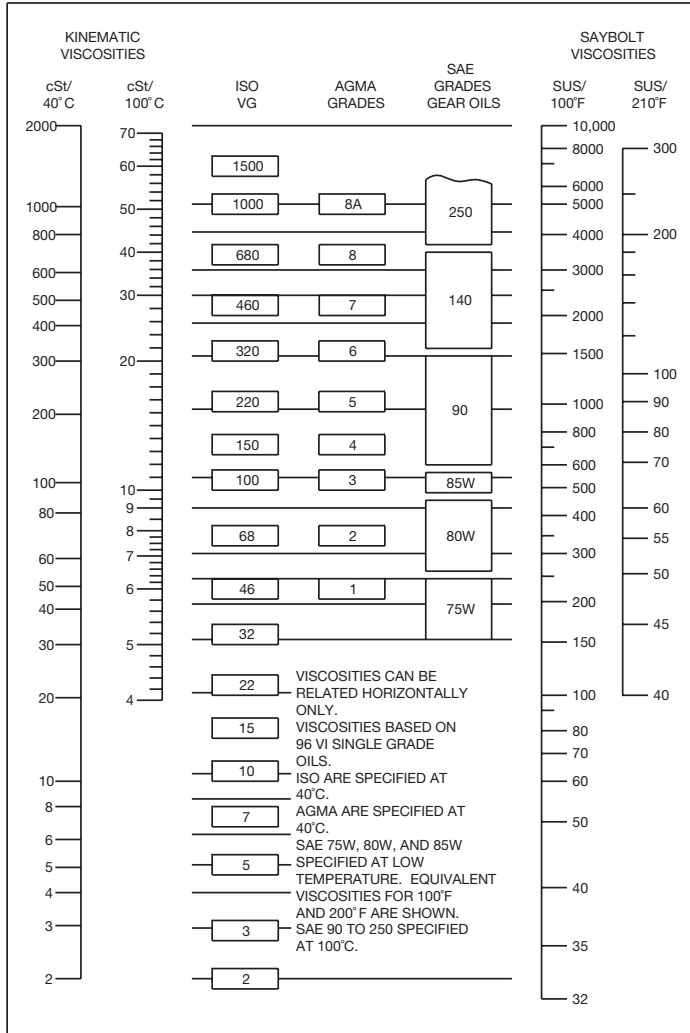 KINEMATIC
VISCOSITIES
SAYBOLT
VISCOSITIES
cSt/
40°C
cSt/
100°C
ISO
VG
AGMA
GRADES
SAE
GRADES
GEAR OILS
SUS/
100°F
SUS/
210°F
2000
1000
800
600
500
400
300
200
100
80
60
50
40
30
20
10
8
6
5
4
3
2
70
60
50
40
30
20
10
9
8
7
6
5
4
1500
1000
680
460
320
220
150
100
68
46
32
22
15
10
7
5
3
2
8A
8
7
6
5
4
3
2
1
250
140
90
85W
80W
75W
VISCOSITIES CAN BE
RELATED HORIZONTALLY
ONLY.
VISCOSITIES BASED ON
96 VI SINGLE GRADE
OILS.
ISO ARE SPECIFIED AT
40°C.
AGMA ARE SPECIFIED AT
40°C.
SAE 75W, 80W, AND 85W
SPECIFIED AT LOW
TEMPERATURE. EQUIVALENT
VISCOSITIES FOR 100°F
AND 200°F ARE SHOWN.
SAE 90 TO 250 SPECIFIED
AT 100°C.
10,000
8000
6000
5000
4000
3000
2000
1500
1000
800
600
500
400
300
200
150
100
80
70
60
50
40
35
32
300
200
100
90
80
70
60
55
50
45
40